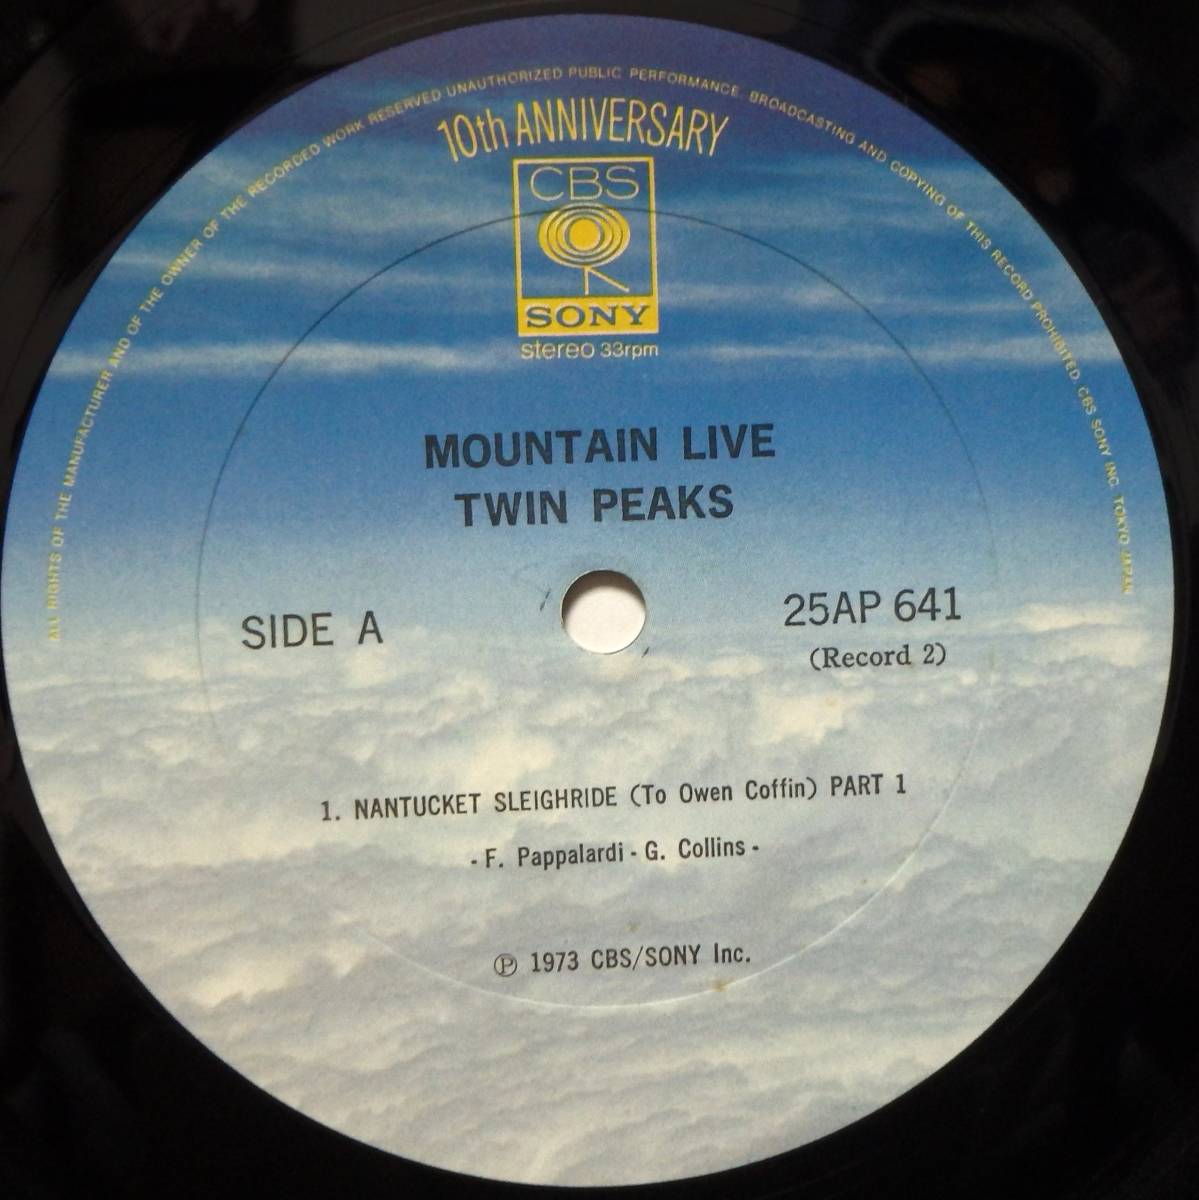 ALL RIGHTS OF THE MANUFACTURER AND OF THE OWNER OF THE RECORDED WORK RESERVED UNAUTHORIZED PUBLIC PERFORMANCE. BROADCASTING AND COPYING OF THIS RECORD PROHIBITED. CBS SONY INC. TOKYO JAPAN
10th ANNIVERSARY
CBS
SONY
stereo 33rpm
MOUNTAIN LIVE
TWIN PEAKS
SIDE A
25AP 641
(Record 2)
1. NANTUCKET SLEIGHRIDE (To Owen Coffin) PART 1
- F. Pappalardi - G. Collins -
Ⓟ 1973 CBS/SONY Inc.